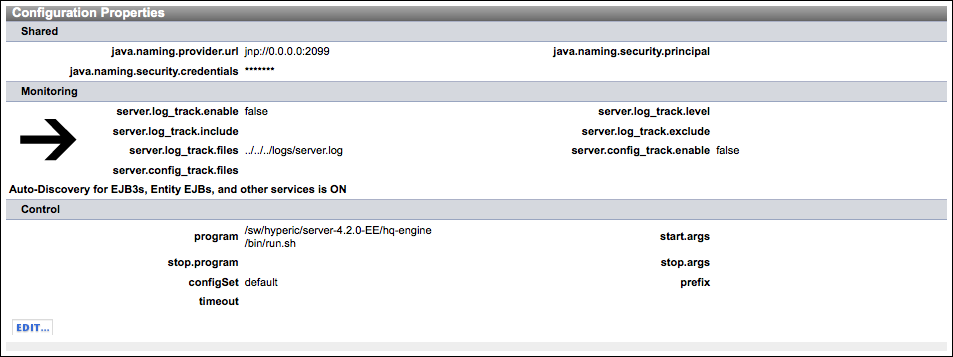 Configuration Properties
Shared
java.naming.provider.url jnp://0.0.0.0:2099 java.naming.security.principal
java.naming.security.credentials *******
Monitoring
server.log_track.enable false server.log_track.level
server.log_track.include server.log_track.exclude
server.log_track.files ../../../logs/server.log server.config_track.enable false
server.config_track.files
Auto-Discovery for EJB3s, Entity EJBs, and other services is ON
Control
program /sw/hyperic/server-4.2.0-EE/hq-engine start.args
/bin/run.sh
stop.program stop.args
configSet default prefix
timeout
EDIT...